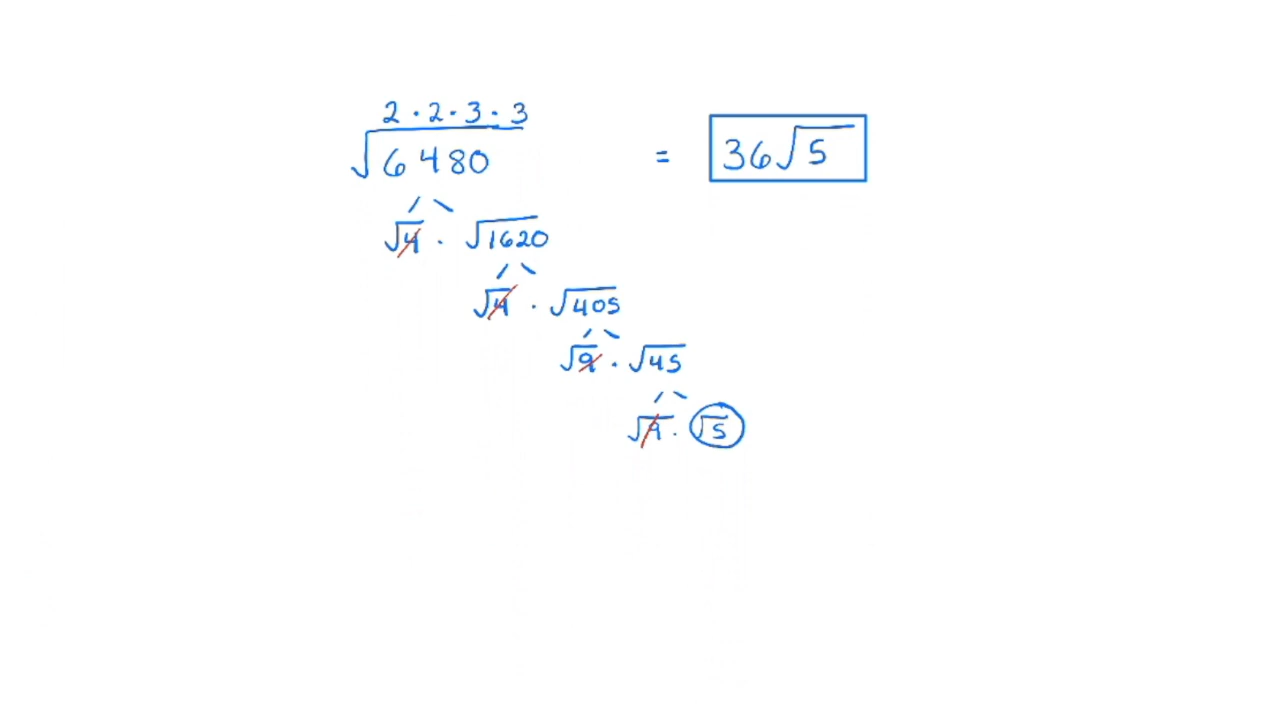 2 · 2 · 3 · 3
√6480 = 36√5
√4 · √1620
√4 · √405
√9 · √45
√9 · √5